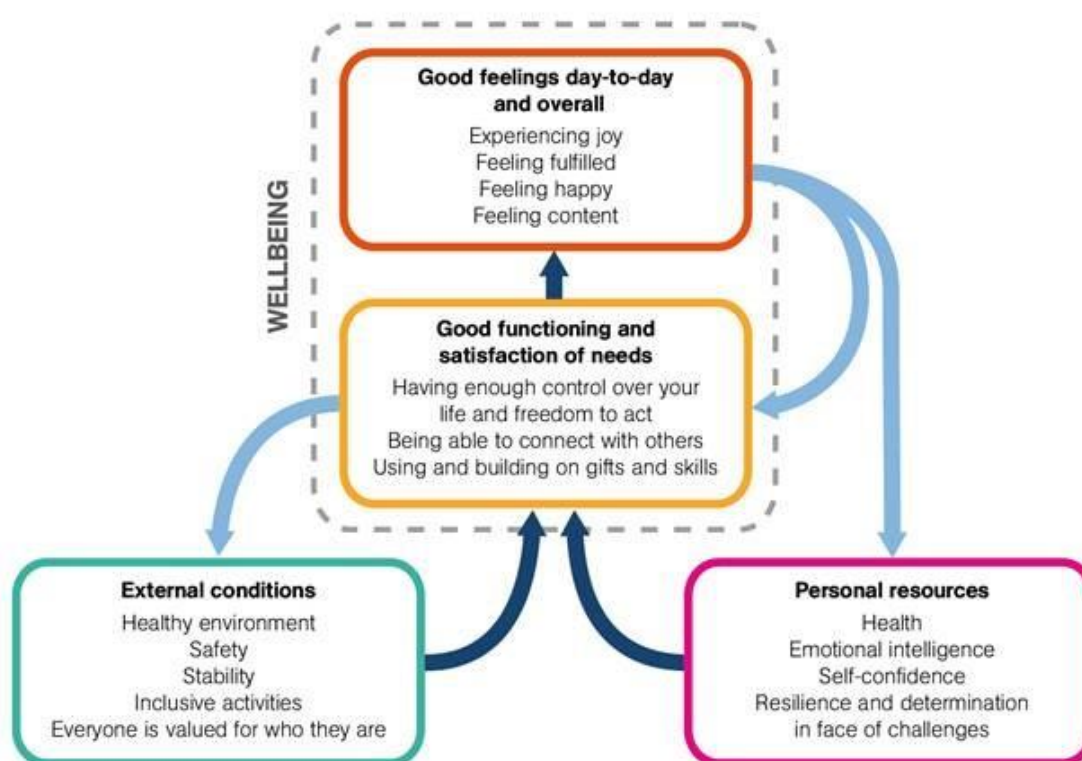 WELLBEING
Good feelings day-to-day
and overall
Experiencing joy
Feeling fulfilled
Feeling happy
Feeling content
Good functioning and
satisfaction of needs
Having enough control over your
life and freedom to act
Being able to connect with others
Using and building on gifts and skills
External conditions
Healthy environment
Safety
Stability
Inclusive activities
Everyone is valued for who they are
Personal resources
Health
Emotional intelligence
Self-confidence
Resilience and determination
in face of challenges